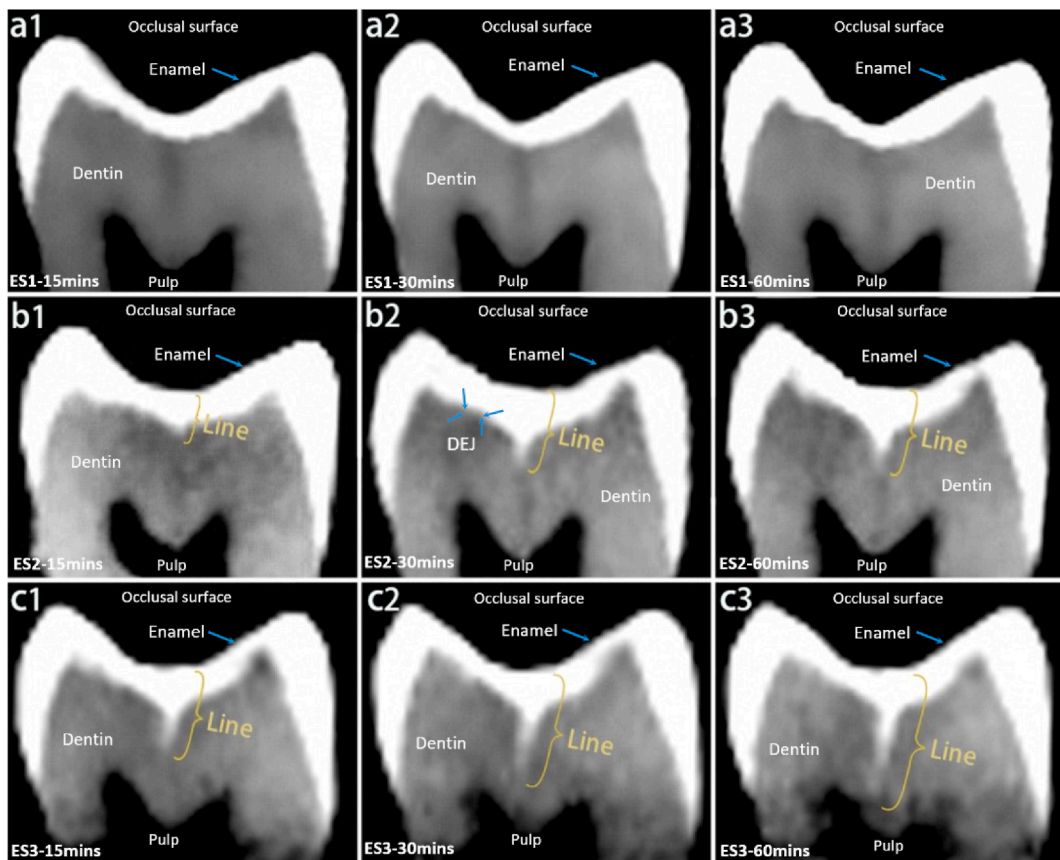 a1
Occlusal surface
Enamel
Dentin
ES1-15mins
Pulp
a2
Occlusal surface
Enamel
Dentin
ES1-30mins
Pulp
a3
Occlusal surface
Enamel
Dentin
ES1-60mins
Pulp
b1
Occlusal surface
Enamel
Line
Dentin
ES2-15mins
Pulp
b2
Occlusal surface
Enamel
Line
DEJ
Dentin
ES2-30mins
Pulp
b3
Occlusal surface
Enamel
Line
Dentin
ES2-60mins
Pulp
c1
Occlusal surface
Enamel
Line
Dentin
ES3-15mins
Pulp
c2
Occlusal surface
Enamel
Line
Dentin
ES3-30mins
Pulp
c3
Occlusal surface
Enamel
Line
Dentin
ES3-60mins
Pulp